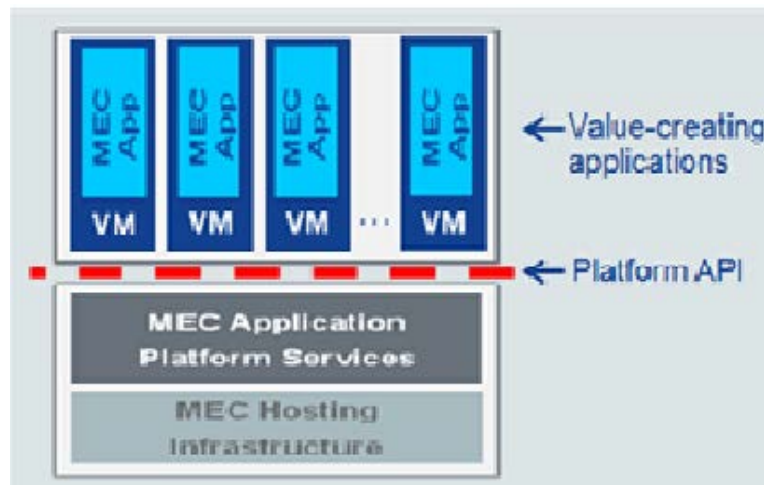 MEC App
MEC App
MEC App
MEC App
VM
VM
VM
...
VM
Value-creating
applications
Platform API
MEC Application
Platform Services
MEC Hosting
Infrastructure